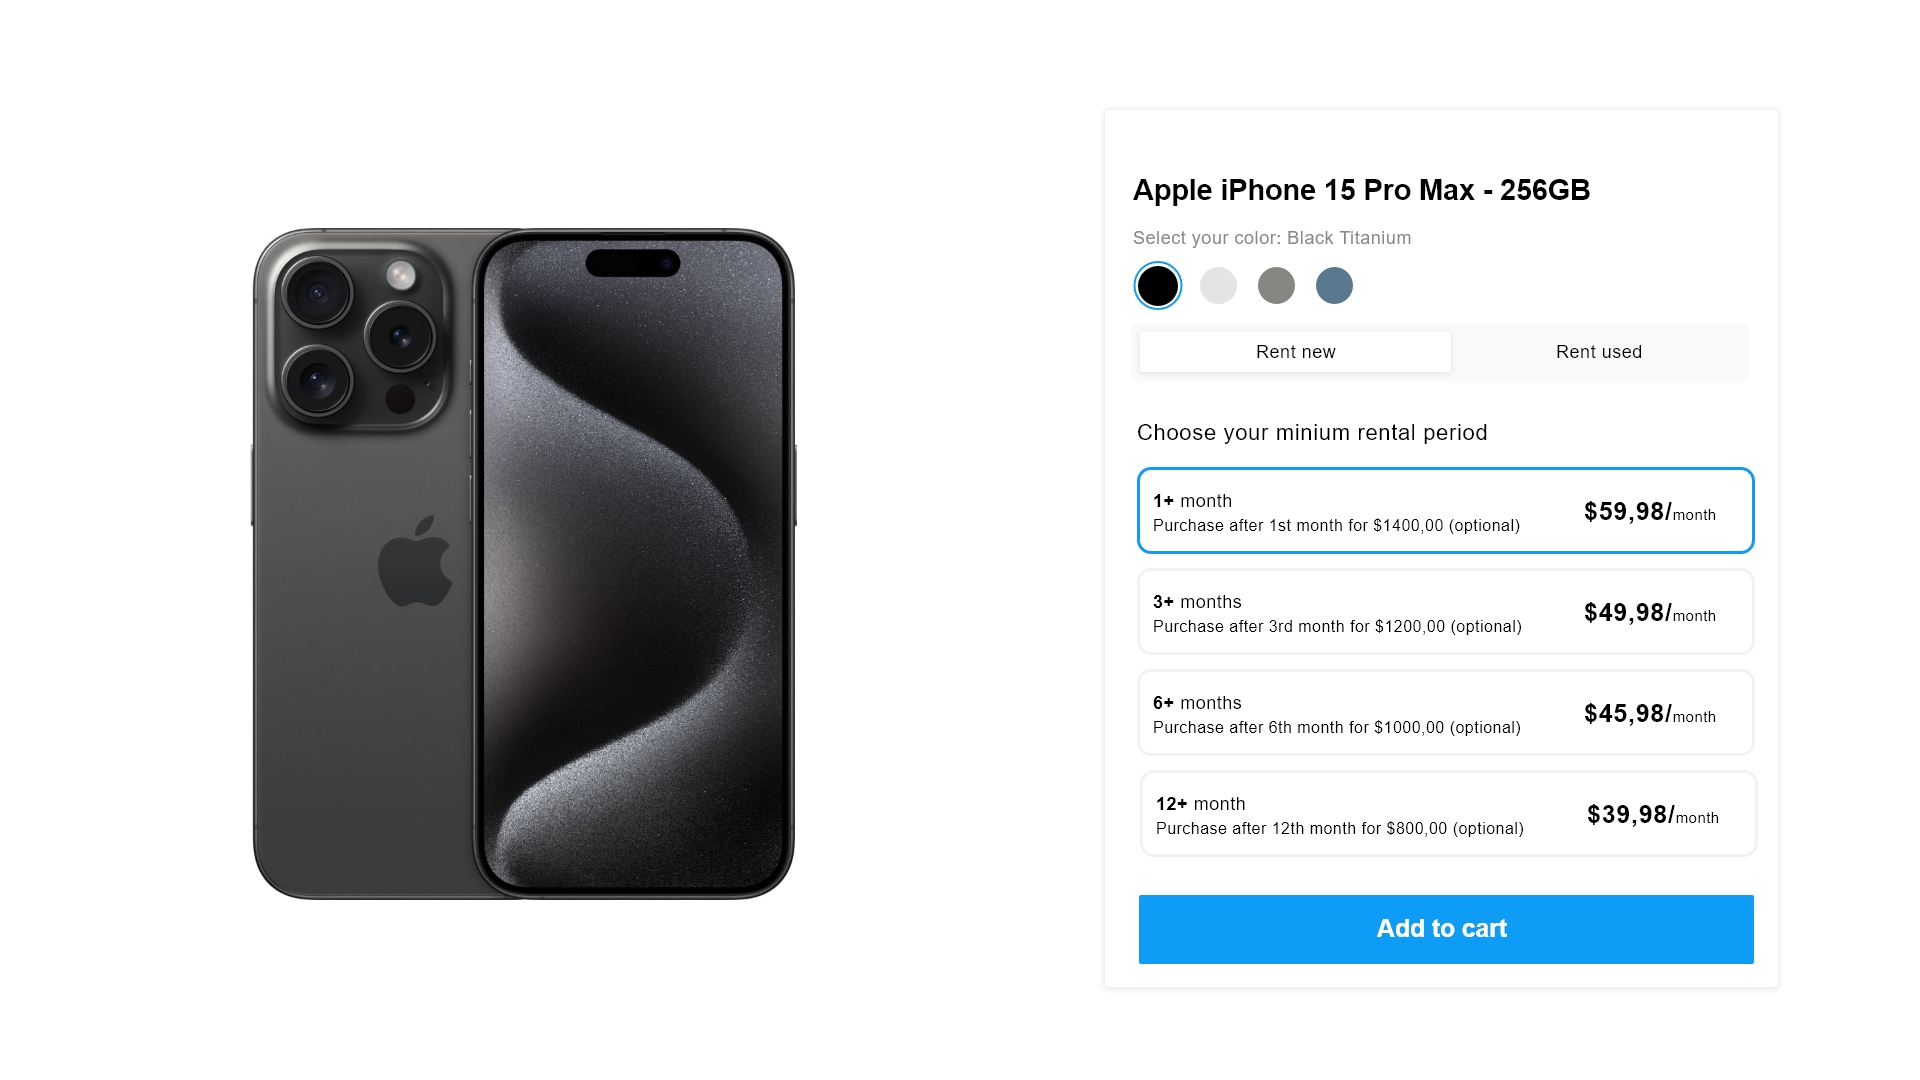 Apple iPhone 15 Pro Max - 256GB
Select your color: Black Titanium
Rent new
Rent used
Choose your minium rental period
1+ month
Purchase after 1st month for $1400,00 (optional)
$59,98/month
3+ months
Purchase after 3rd month for $1200,00 (optional)
$49,98/month
6+ months
Purchase after 6th month for $1000,00 (optional)
$45,98/month
12+ month
Purchase after 12th month for $800,00 (optional)
$39,98/month
Add to cart